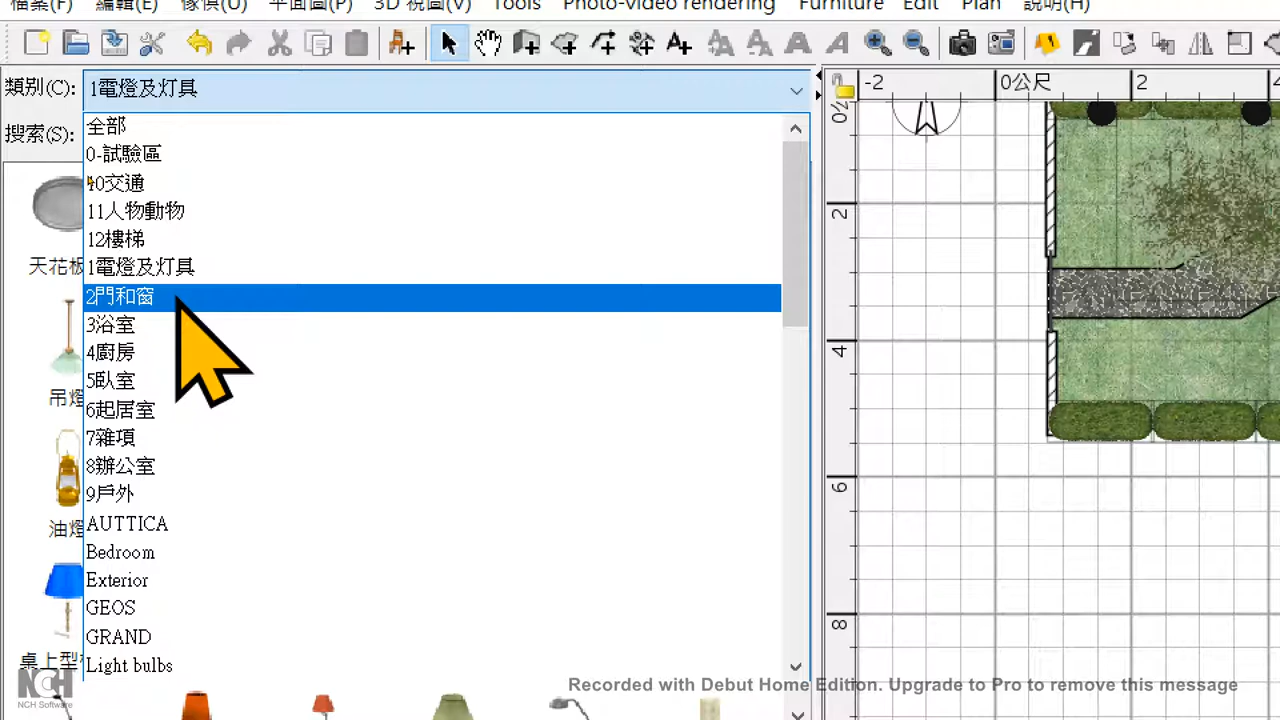 檔案(F) 編輯(E) 傢俱(U) 平面圖(P) 3D 視圖(V) Tools Photo-video rendering Furniture Edit Plan 說明(H)
類別(C): 1電燈及灯具
搜索(S):
全部
0-試驗區
10交通
11人物動物
12樓梯
1電燈及灯具
2門和窗
3浴室
4廚房
5臥室
6起居室
7雜項
8辦公室
9戶外
AUTTICA
Bedroom
Exterior
GEOS
GRAND
Light bulbs
天花板
吊燈
油燈
桌上型
-2 0公尺 2 4
0
2
4
6
8
NCH
NCH Software
Recorded with Debut Home Edition. Upgrade to Pro to remove this message